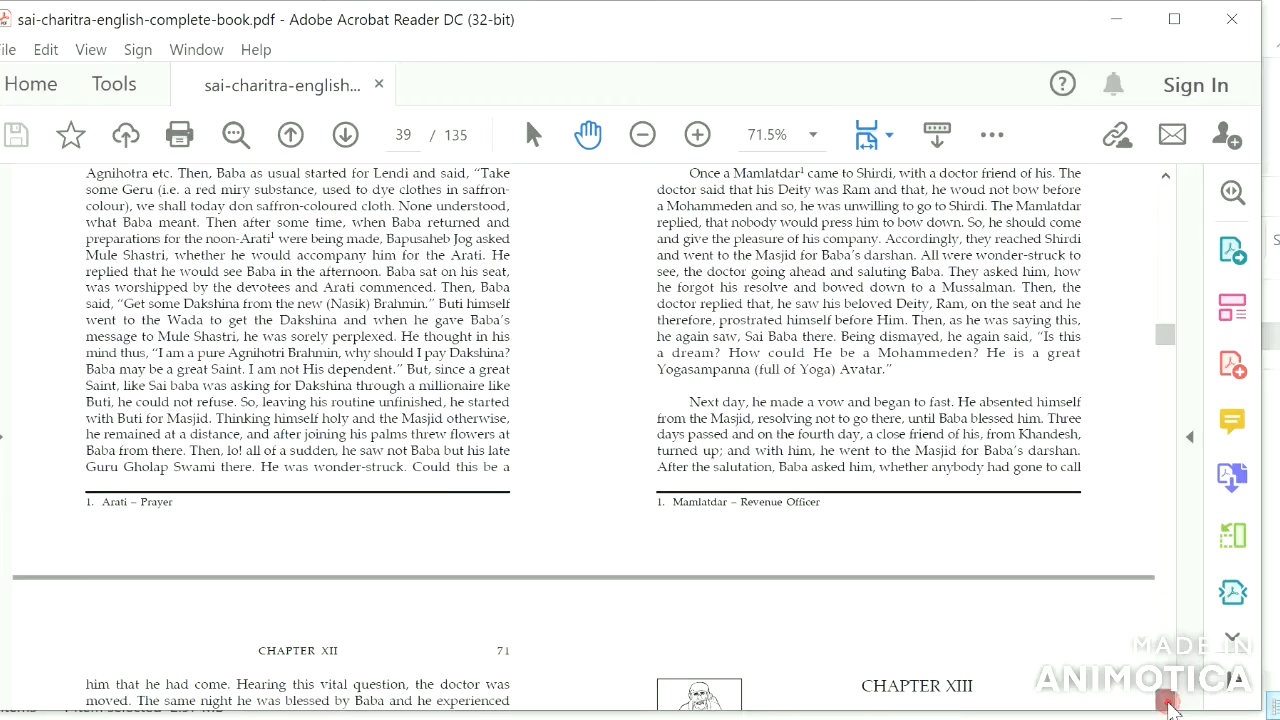 sai-charitra-english-complete-book.pdf - Adobe Acrobat Reader DC (32-bit)
File Edit View Sign Window Help
Home Tools sai-charitra-english... × Sign In
39 / 135 71.5%
Agnihotra etc. Then, Baba as usual started for Lendi and said, “Take
some Geru (i.e. a red miry substance, used to dye clothes in saffron-
colour), we shall today don saffron-coloured cloth. None understood,
what Baba meant. Then after some time, when Baba returned and
preparations for the noon-Arati¹ were being made, Bapusaheb Jog asked
Mule Shastri, whether he would accompany him for the Arati. He
replied that he would see Baba in the afternoon. Baba sat on his seat,
was worshipped by the devotees and Arati commenced. Then, Baba
said, “Get some Dakshina from the new (Nasik) Brahmin.” Buti himself
went to the Wada to get the Dakshina and when he gave Baba’s
message to Mule Shastri, he was sorely perplexed. He thought in his
mind thus, “I am a pure Agnihotri Brahmin, why should I pay Dakshina?
Baba may be a great Saint. I am not His dependent.” But, since a great
Saint, like Sai baba was asking for Dakshina through a millionaire like
Buti, he could not refuse. So, leaving his routine unfinished, he started
with Buti for Masjid. Thinking himself holy and the Masjid otherwise,
he remained at a distance, and after joining his palms threw flowers at
Baba from there. Then, lo! all of a sudden, he saw not Baba but his late
Guru Gholap Swami there. He was wonder-struck. Could this be a
1. Arati – Prayer
Once a Mamlatdar¹ came to Shirdi, with a doctor friend of his. The
doctor said that his Deity was Ram and that, he woud not bow before
a Mohammeden and so, he was unwilling to go to Shirdi. The Mamlatdar
replied, that nobody would press him to bow down. So, he should come
and give the pleasure of his company. Accordingly, they reached Shirdi
and went to the Masjid for Baba’s darshan. All were wonder-struck to
see, the doctor going ahead and saluting Baba. They asked him, how
he forgot his resolve and bowed down to a Mussalman. Then, the
doctor replied that, he saw his beloved Deity, Ram, on the seat and he
therefore, prostrated himself before Him. Then, as he was saying this,
he again saw, Sai Baba there. Being dismayed, he again said, “Is this
a dream? How could He be a Mohammeden? He is a great
Yogasampanna (full of Yoga) Avatar.”
Next day, he made a vow and began to fast. He absented himself
from the Masjid, resolving not to go there, until Baba blessed him. Three
days passed and on the fourth day, a close friend of his, from Khandesh,
turned up; and with him, he went to the Masjid for Baba’s darshan.
After the salutation, Baba asked him, whether anybody had gone to call
1. Mamlatdar – Revenue Officer
CHAPTER XII 71
him that he had come. Hearing this vital question, the doctor was
moved. The same night he was blessed by Baba and he experienced
CHAPTER XIII
MADE IN
ANIMOTICA